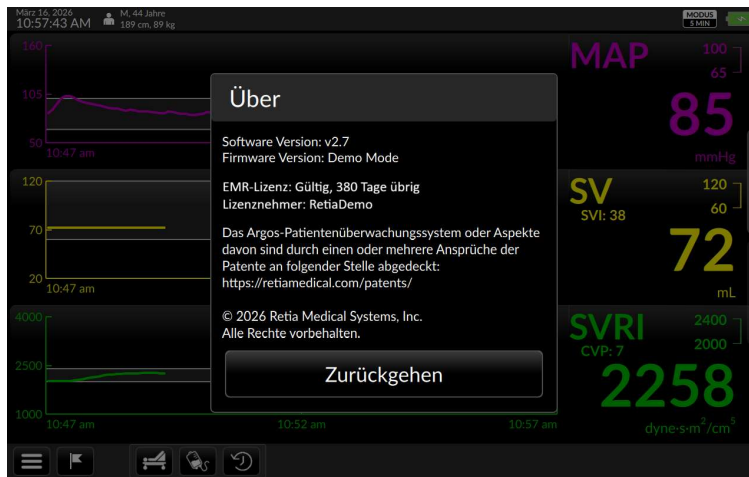 März 16, 2026
10:57:43 AM
M, 44 Jahre
189 cm, 89 kg
MODUS
5 MIN
160
105
50
10:47 am
MAP
100
65
85
mmHg
Über
Software Version: v2.7
Firmware Version: Demo Mode
EMR-Lizenz: Gültig, 380 Tage übrig
Lizenznehmer: RetiaDemo
Das Argos-Patientenüberwachungssystem oder Aspekte
davon sind durch einen oder mehrere Ansprüche der
Patente an folgender Stelle abgedeckt:
https://retiamedical.com/patents/
© 2026 Retia Medical Systems, Inc.
Alle Rechte vorbehalten.
Zurückgehen
120
70
20
10:47 am
SV
SVI: 38
120
60
72
mL
4000
2500
1000
10:47 am
10:52 am
10:57 am
SVRI
CVP: 7
2400
2000
2258
dyne·s·m²/cm⁵